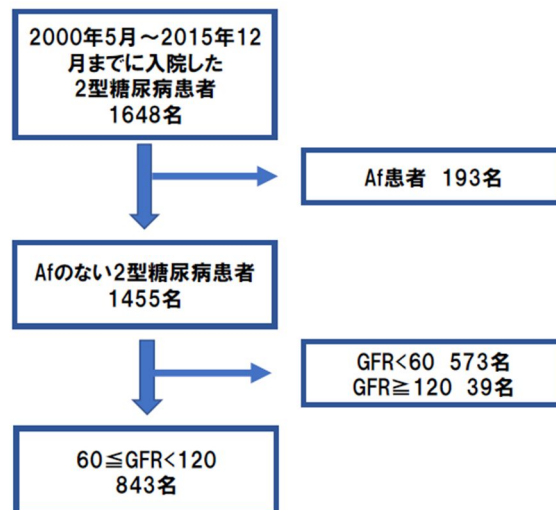 2000年5月～2015年12
月までに入院した
2型糖尿病患者
1648名
Af患者 193名
Afのない2型糖尿病患者
1455名
GFR<60 573名
GFR≧120 39名
60≦GFR<120
843名